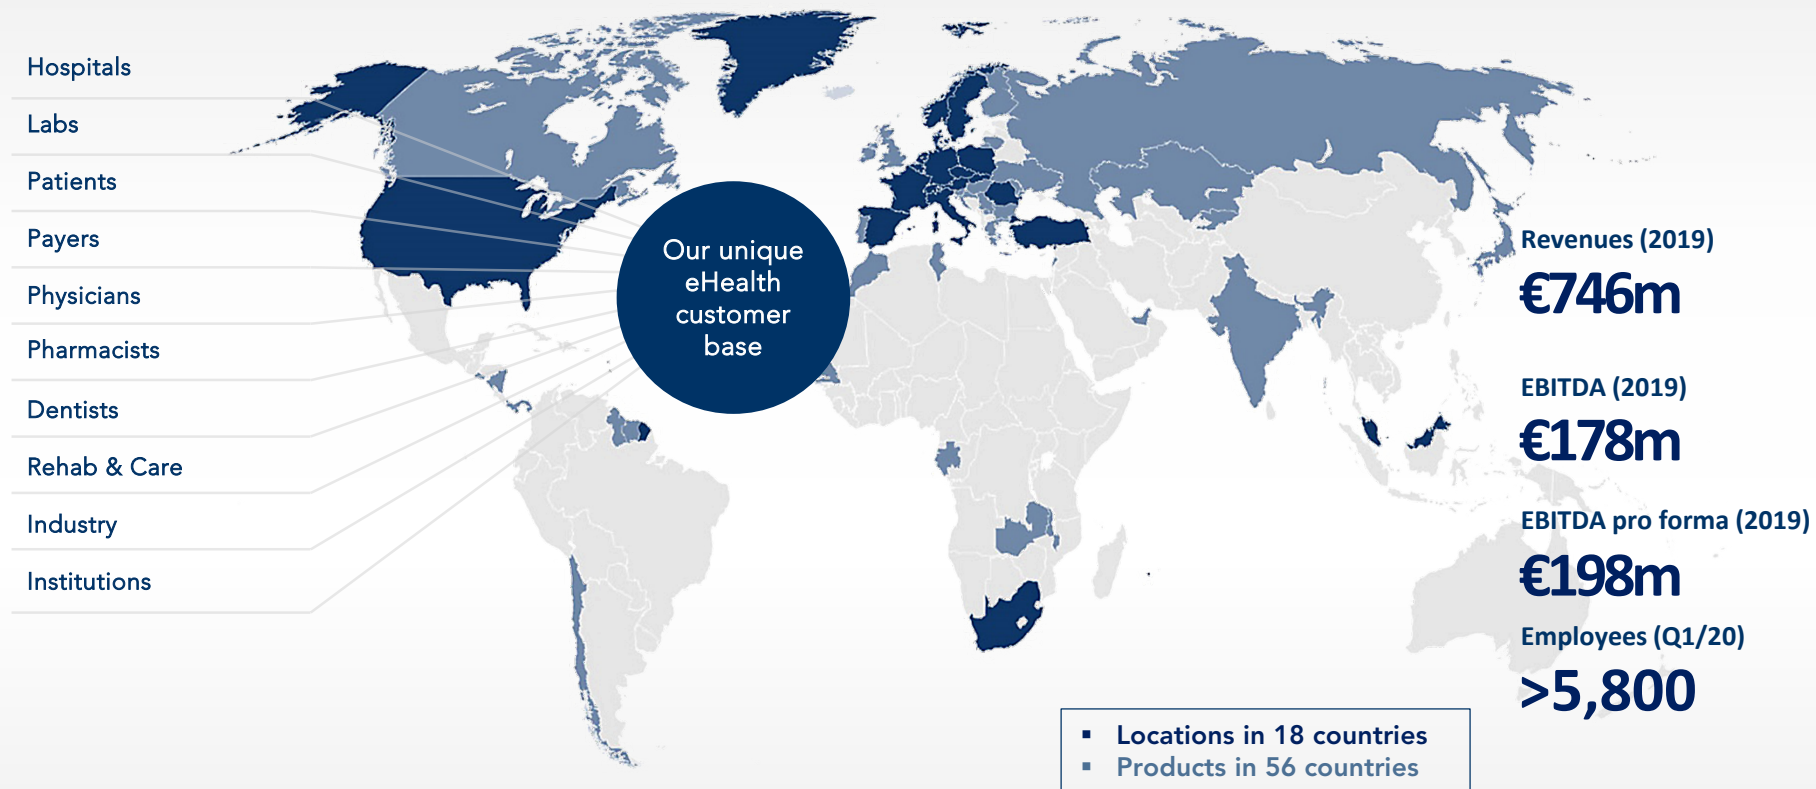 Hospitals
Labs
Patients
Payers
Physicians
Pharmacists
Dentists
Rehab & Care
Industry
Institutions
Our unique
eHealth
customer
base
Revenues (2019)
€746m
EBITDA (2019)
€178m
EBITDA pro forma (2019)
€198m
Employees (Q1/20)
>5,800
▪ Locations in 18 countries
▪ Products in 56 countries